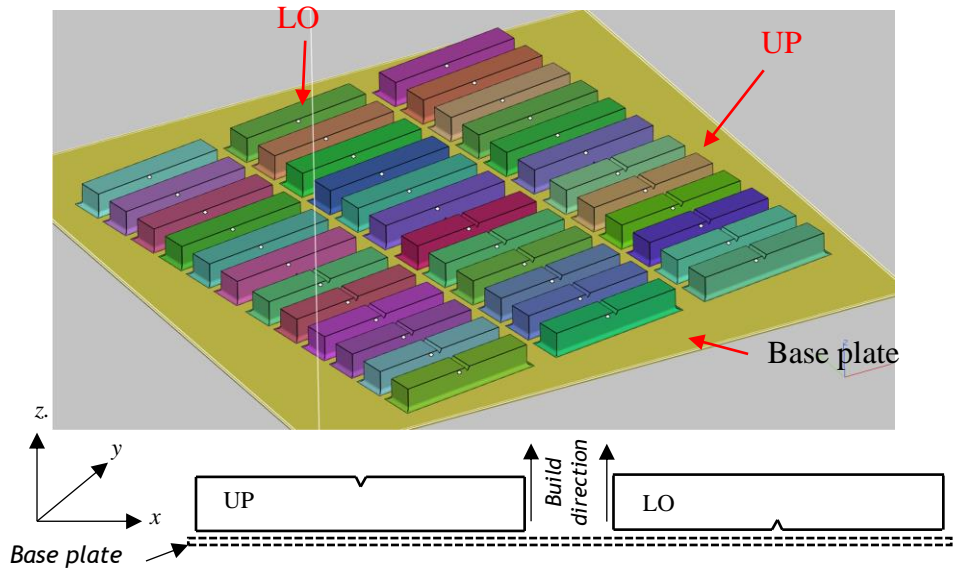 LO
UP
Base plate
z.
y
x
UP
Build
direction
LO
Base plate